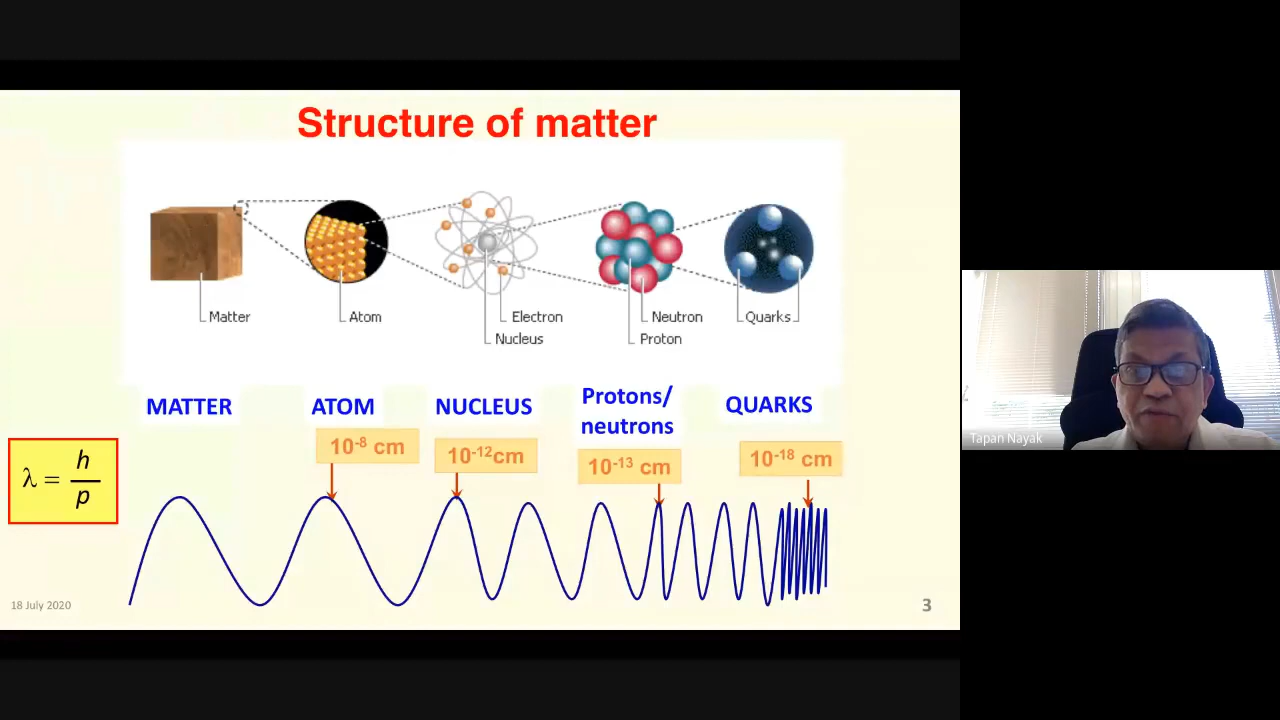 Structure of matter
Matter
Atom
Electron
Nucleus
Neutron
Proton
Quarks
MATTER
ATOM
NUCLEUS
Protons/
neutrons
QUARKS
10⁻⁸ cm
10⁻¹²cm
10⁻¹³ cm
10⁻¹⁸ cm
λ = h/p
18 July 2020
3
Tapan Nayak